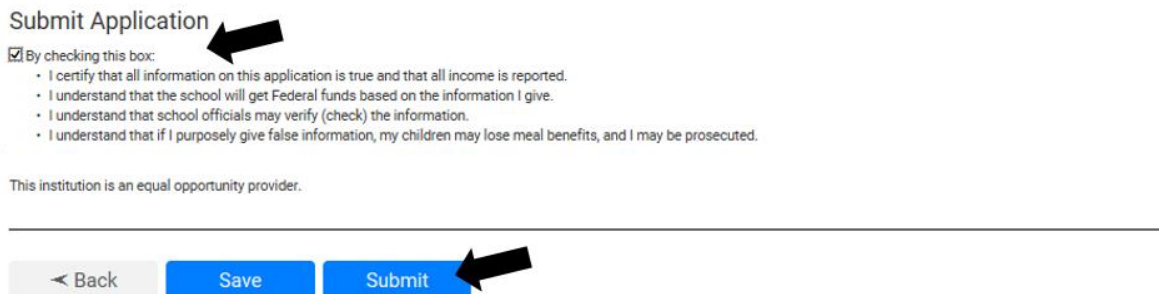 Submit Application
By checking this box:
• I certify that all information on this application is true and that all income is reported.
• I understand that the school will get Federal funds based on the information I give.
• I understand that school officials may verify (check) the information.
• I understand that if I purposely give false information, my children may lose meal benefits, and I may be prosecuted.
This institution is an equal opportunity provider.
Back Save Submit